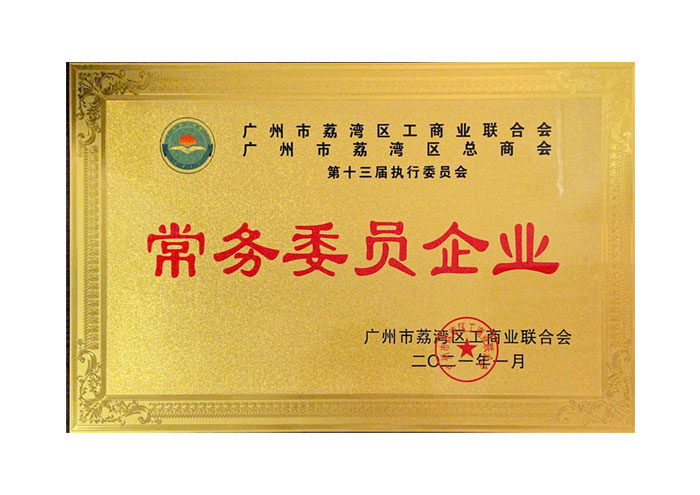 广州市荔湾区工商业联合会
广州市荔湾区总商会
第十三届执行委员会
常务委员企业
广州市荔湾区工商业联合会
二〇二一年一月